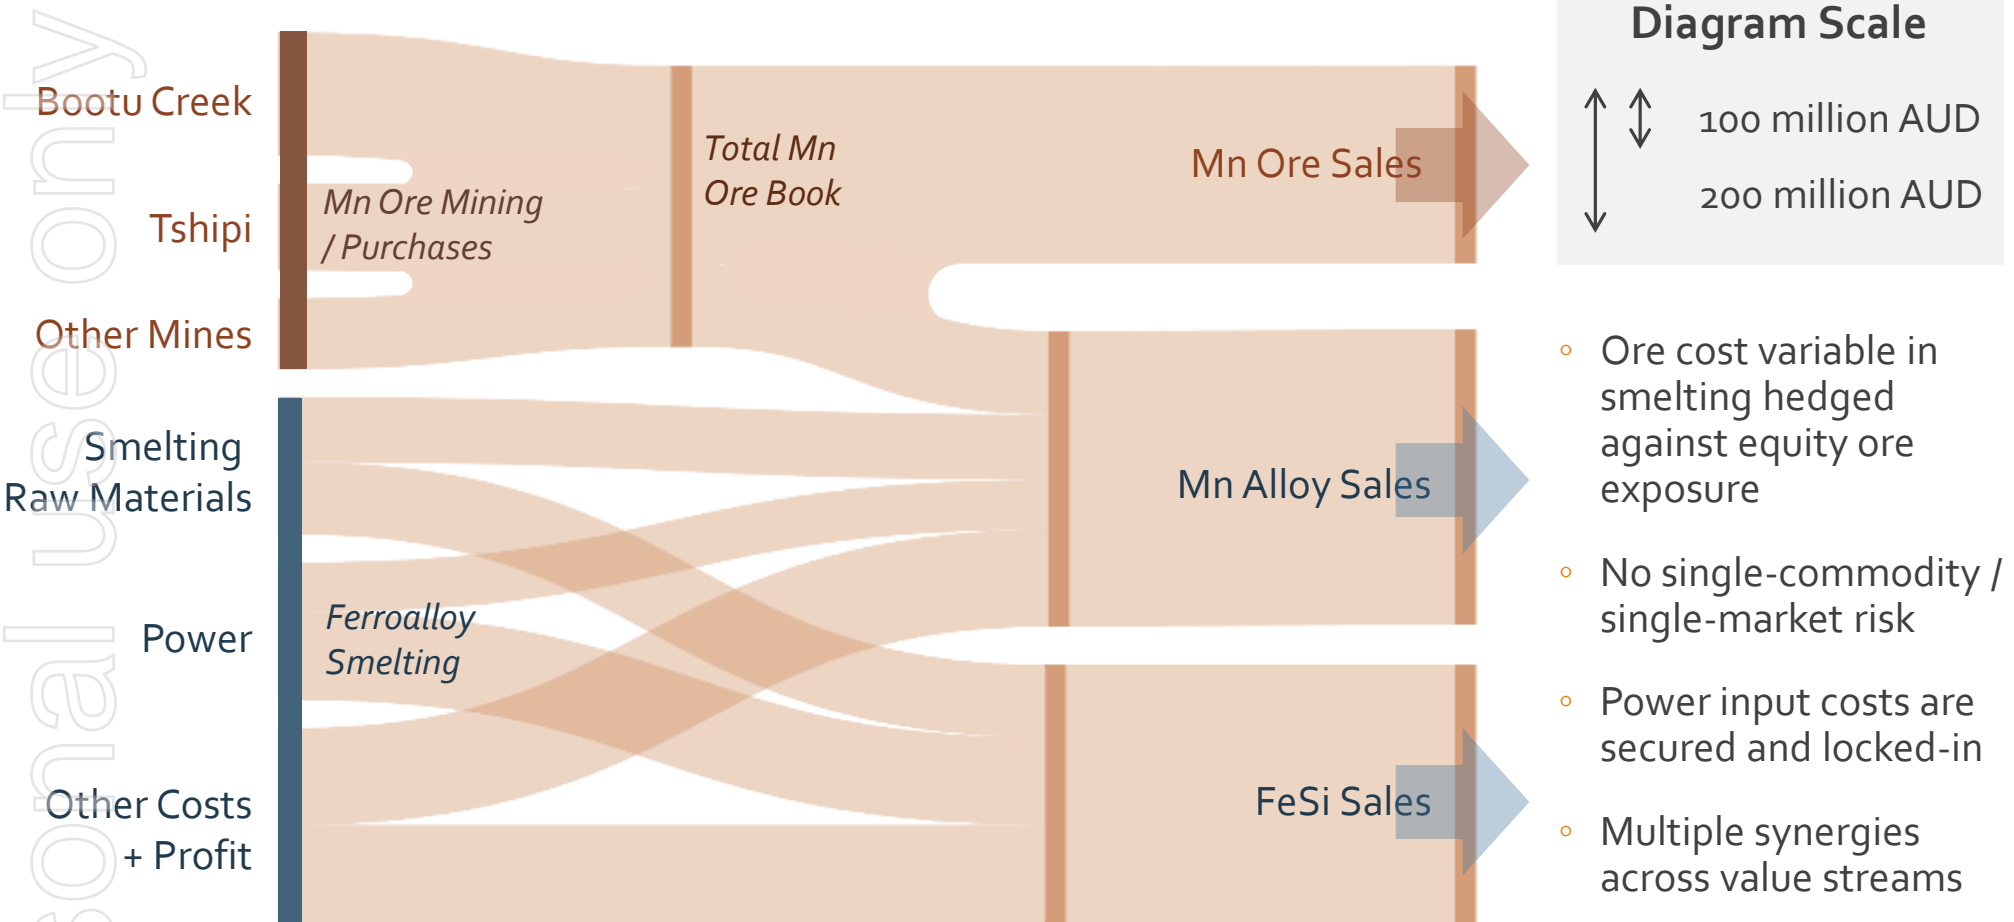 Bootu Creek
Tshipi
Other Mines
Smelting
Raw Materials
Power
Other Costs
+ Profit
Mn Ore Mining
/ Purchases
Total Mn
Ore Book
Ferroalloy
Smelting
Mn Ore Sales
Mn Alloy Sales
FeSi Sales
Diagram Scale
100 million AUD
200 million AUD
◦ Ore cost variable in
smelting hedged
against equity ore
exposure
◦ No single-commodity /
single-market risk
◦ Power input costs are
secured and locked-in
◦ Multiple synergies
across value streams
sonal use only